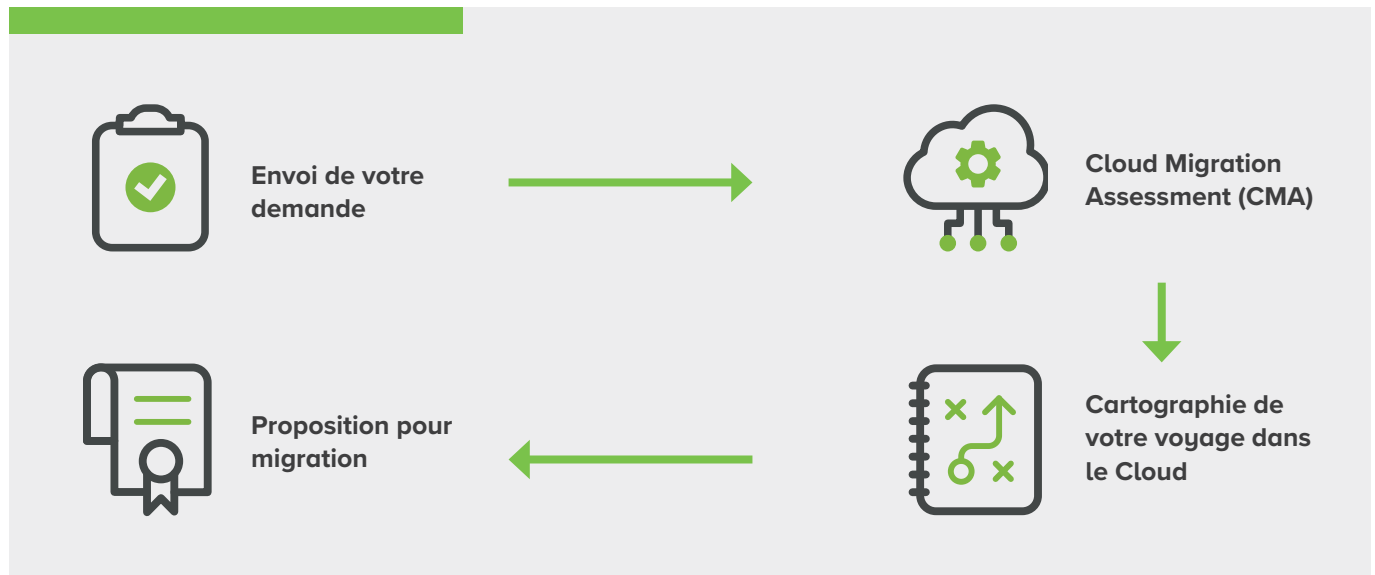 Envoi de votre
demande
Cloud Migration
Assessment (CMA)
Cartographie de
votre voyage dans
le Cloud
Proposition pour
migration